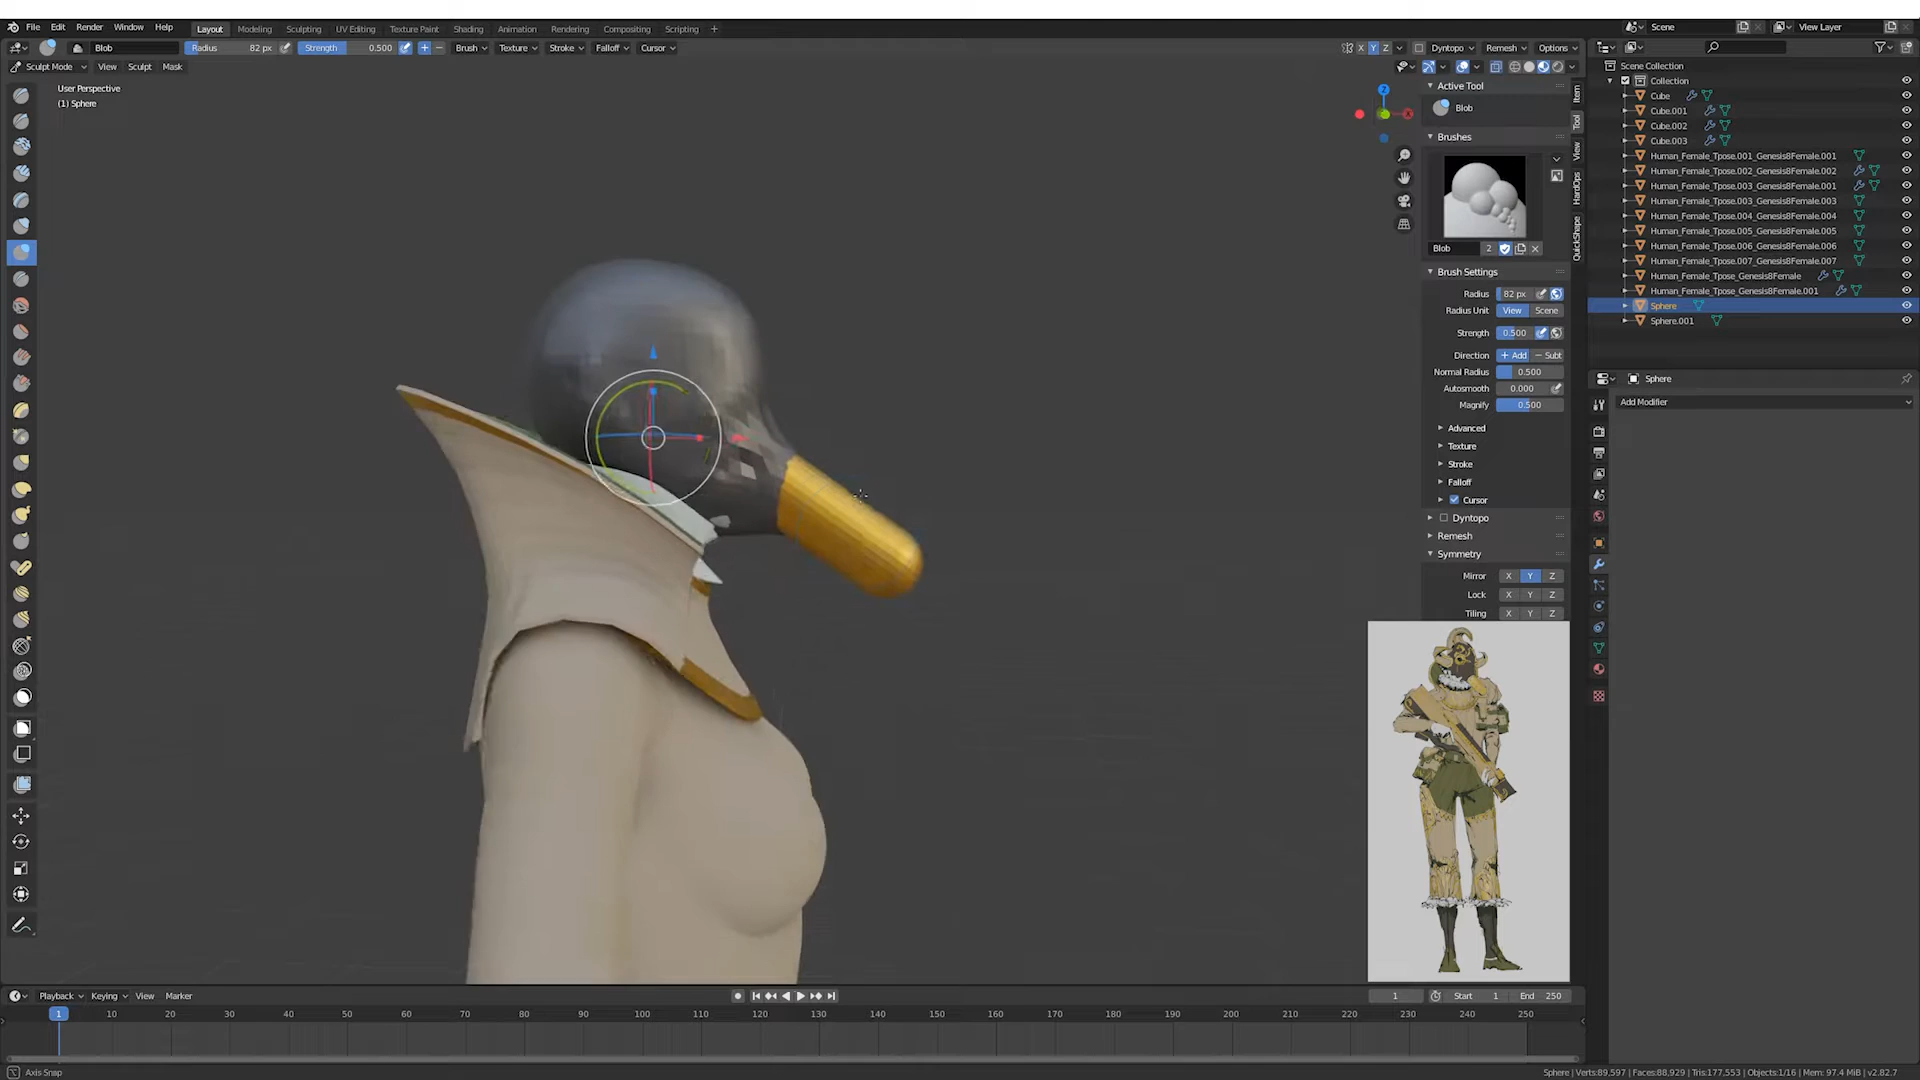 File Edit Render Window Help
Layout Modeling Sculpting UV Editing Texture Paint Shading Animation Rendering Compositing Scripting +
Scene
View Layer
Blob
Radius 82 px
Strength 0.500
Brush Texture Stroke Falloff Cursor
X Y Z
Dyntopo Remesh Options
Sculpt Mode View Sculpt Mask
User Perspective
(1) Sphere
Z
X
Active Tool
Blob
Brushes
Blob 2
Brush Settings
Radius 82 px
Radius Unit View Scene
Strength 0.500
Direction + Add − Subt
Normal Radius 0.500
Autosmooth 0.000
Magnify 0.500
Advanced
Texture
Stroke
Falloff
Cursor
Dyntopo
Remesh
Symmetry
Mirror X Y Z
Lock X Y Z
Tiling X Y Z
Item
Tool
View
HardOps
QuickShape
Scene Collection
Collection
Cube
Cube.001
Cube.002
Cube.003
Human_Female_Tpose.001_Genesis8Female.001
Human_Female_Tpose.002_Genesis8Female.002
Human_Female_Tpose.003_Genesis8Female.001
Human_Female_Tpose.003_Genesis8Female.003
Human_Female_Tpose.004_Genesis8Female.004
Human_Female_Tpose.005_Genesis8Female.005
Human_Female_Tpose.006_Genesis8Female.006
Human_Female_Tpose.007_Genesis8Female.007
Human_Female_Tpose_Genesis8Female
Human_Female_Tpose_Genesis8Female.001
Sphere
Sphere.001
Sphere
Add Modifier
Playback Keying View Marker
1 Start 1 End 250
1 10 20 30 40 50 60 70 80 90 100 110 120 130 140 150 160 170 180 190 200 210 220 230 240 250
Axis Snap
Sphere | Verts:89,597 | Faces:88,929 | Tris:177,553 | Objects:1/16 | Mem: 97.4 MiB | v2.82.7